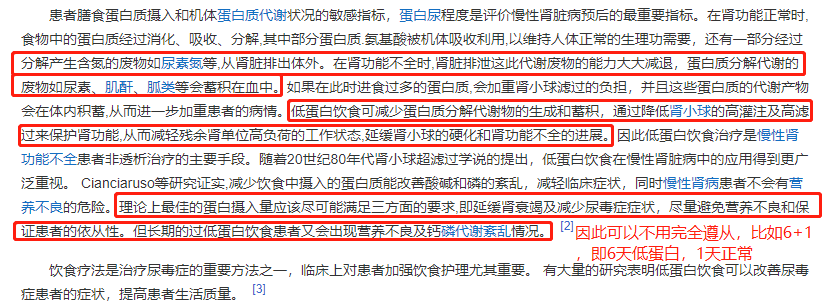 患者膳食蛋白质摄入和机体蛋白质代谢状况的敏感指标，蛋白尿程度是评价慢性肾脏病预后的最重要指标。在肾功能正常时,
食物中的蛋白质经过消化、吸收、分解,其中部分蛋白质.氨基酸被机体吸收利用,以维持人体正常的生理功需要，还有一部分经过
分解产生含氮的废物如尿素氮等,从肾脏排出体外。在肾功能不全时,肾脏排泄这此代谢废物的能力大大减退，蛋白质分解代谢的
废物如尿素、肌酐、胍类等会蓄积在血中。如果在此时进食过多的蛋白质,会加重肾小球滤过的负担，并且这些蛋白质的代谢产物
会在体内积蓄,从而进一步加重患者的病情。低蛋白饮食可减少蛋白质分解代谢物的生成和蓄积，通过降低肾小球的高灌注及高滤
过来保护肾功能,从而减轻残余肾单位高负荷的工作状态,延缓肾小球的硬化和肾功能不全的进展。因此低蛋白饮食治疗是慢性肾
功能不全患者非透析治疗的主要手段。随着20世纪80年代肾小球超滤过学说的提出，低蛋白饮食在慢性肾脏病中的应用得到更广
泛重视。 Cianciaruso等研究证实,减少饮食中摄入的蛋白质能改善酸碱和磷的紊乱，减轻临床症状，同时慢性肾病患者不会有营
养不良的危险。理论上最佳的蛋白摄入量应该尽可能满足三方面的要求,即延缓肾衰竭及减少尿毒症症状，尽量避免营养不良和保
证患者的依从性。但长期的过低蛋白饮食患者又会出现营养不良及钙磷代谢紊乱情况。 [2] 因此可以不用完全遵从，比如6+1
，即6天低蛋白，1天正常
饮食疗法是治疗尿毒症的重要方法之一，临床上对患者加强饮食护理尤其重要。 有大量的研究表明低蛋白饮食可以改善尿毒
症患者的症状，提高患者生活质量。 [3]